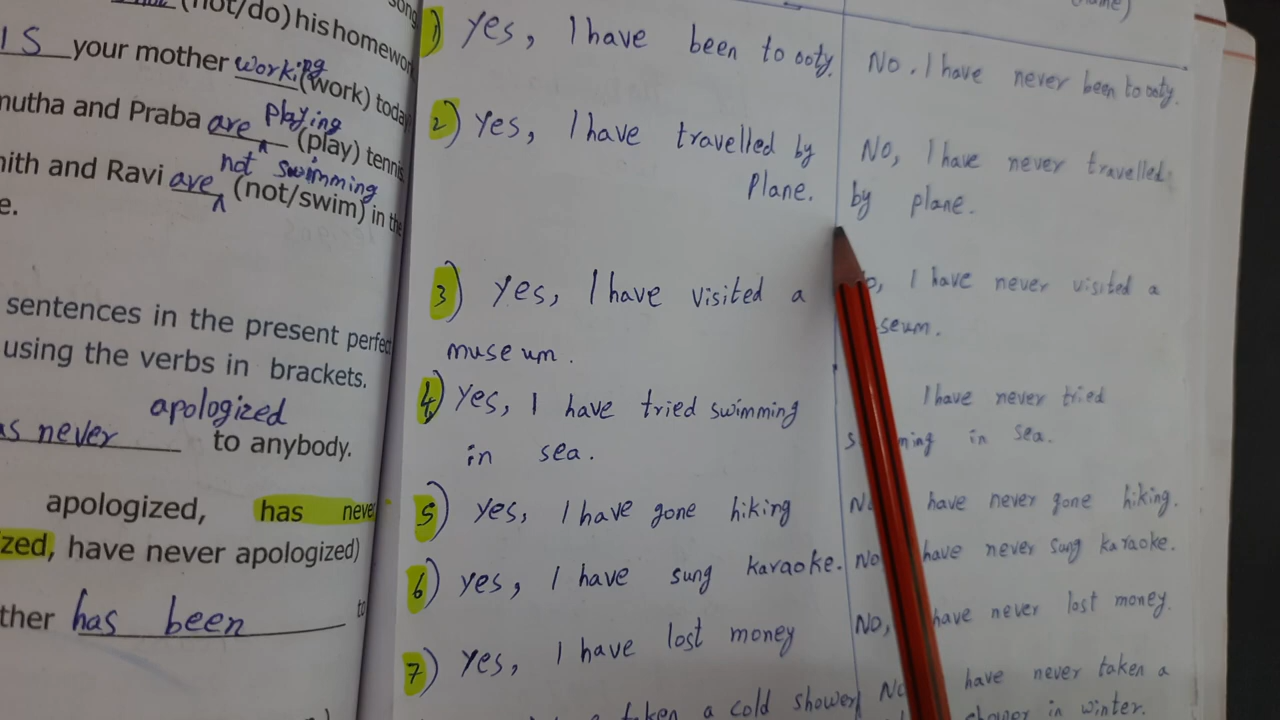 (not/do) his homework
song
IS your mother working (work) today
mutha and Praba are playing (play) tennis
nith and Ravi are not swimming (not/swim) in the
e.
sentences in the present perfect
using the verbs in brackets.
as never apologized to anybody.
apologized, has never
zed, have never apologized)
ther has been to
1) Yes, I have been to ooty.
No. I have never been to ooty.
2) Yes, I have travelled by
Plane.
No, I have never travelled
by plane.
3) Yes, I have visited a
museum.
o, I have never visited a
seum.
4) Yes, I have tried swimming
in sea.
I have never tried
s ming in sea.
5) Yes, I have gone hiking
No have never gone hiking.
6) Yes, I have sung karaoke.
No have never sung karaoke.
7) Yes, I have lost money
No, have never lost money.
taken a cold shower
No have never taken a
shower in winter.